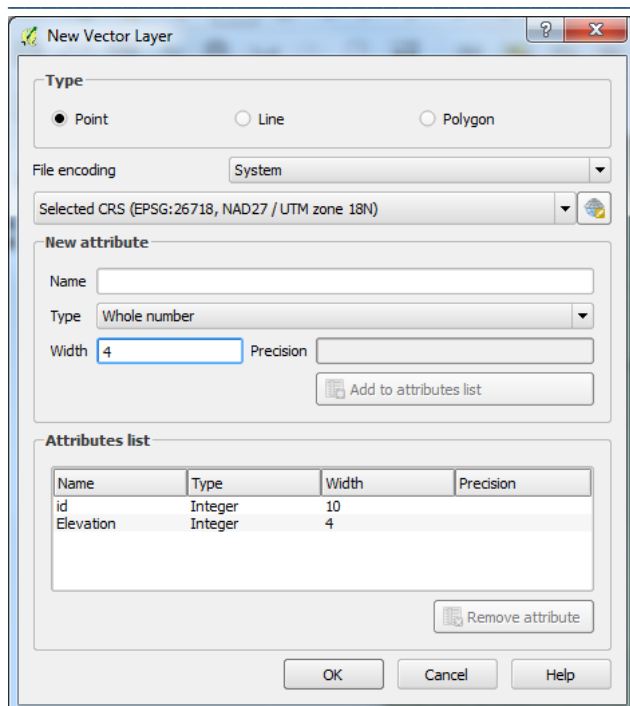 New Vector Layer
Type
Point Line Polygon
File encoding System
Selected CRS (EPSG:26718, NAD27 / UTM zone 18N)
New attribute
Name
Type Whole number
Width 4 Precision
Add to attributes list
Attributes list
Name Type Width Precision
id Integer 10
Elevation Integer 4
Remove attribute
OK Cancel Help